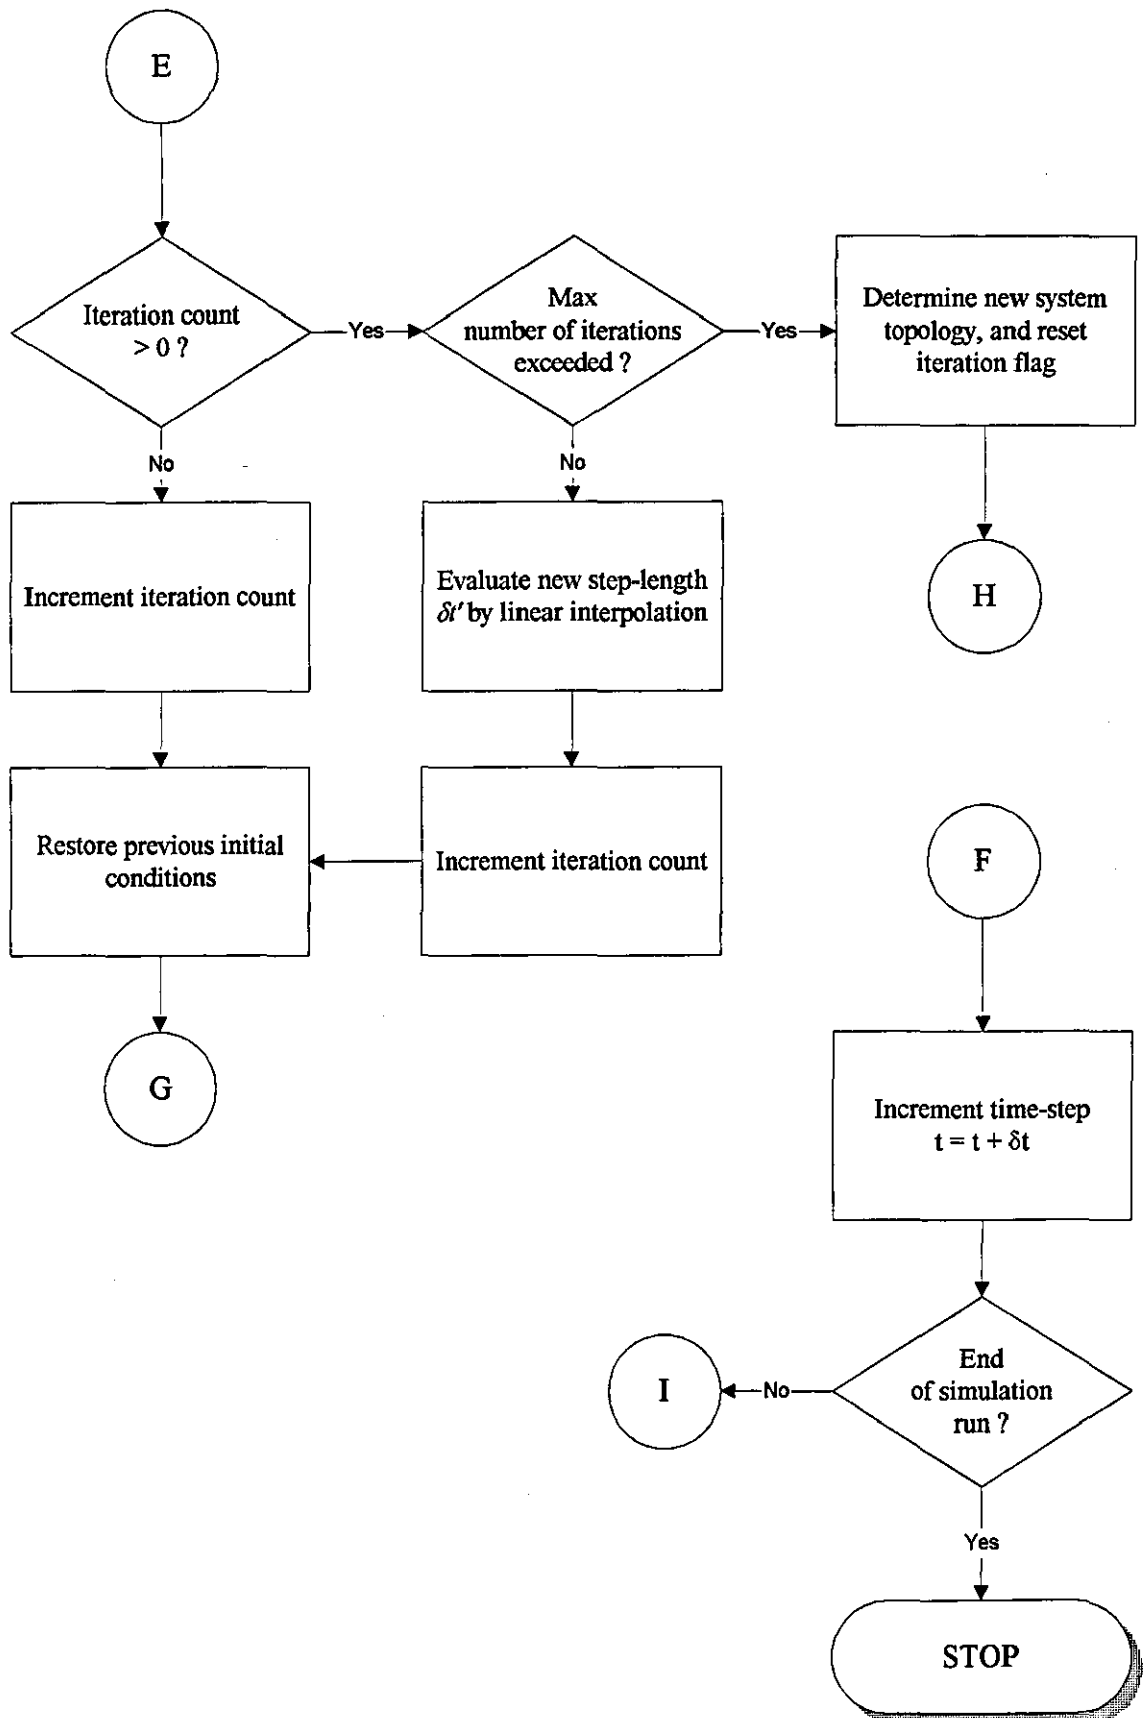 E
Iteration count
> 0 ?
Yes
Max
number of iterations
exceeded ?
Yes
Determine new system
topology, and reset
iteration flag
No
No
Increment iteration count
Evaluate new step-length
δt′ by linear interpolation
H
Restore previous initial
conditions
Increment iteration count
F
G
Increment time-step
t = t + δt
End
of simulation
run ?
No
I
Yes
STOP